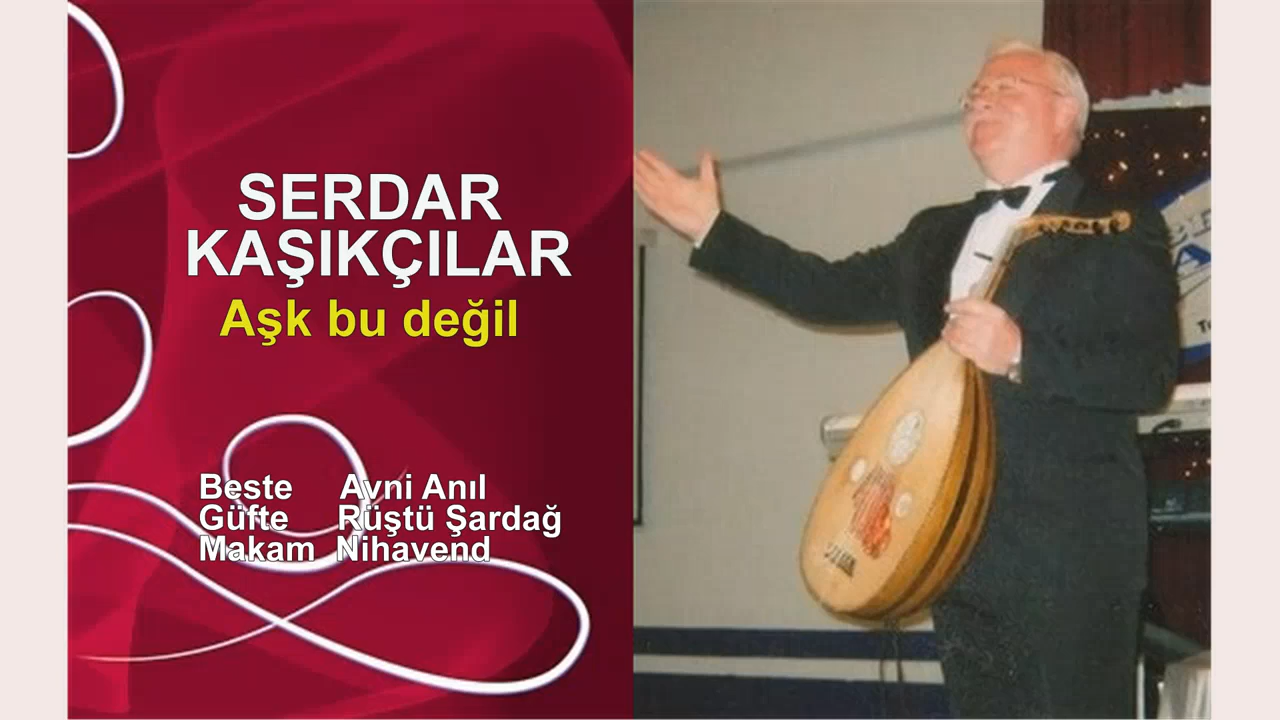 SERDAR
KAŞIKÇILAR
Aşk bu değil
Beste Avni Anıl
Güfte Rüştü Şardağ
Makam Nihavend